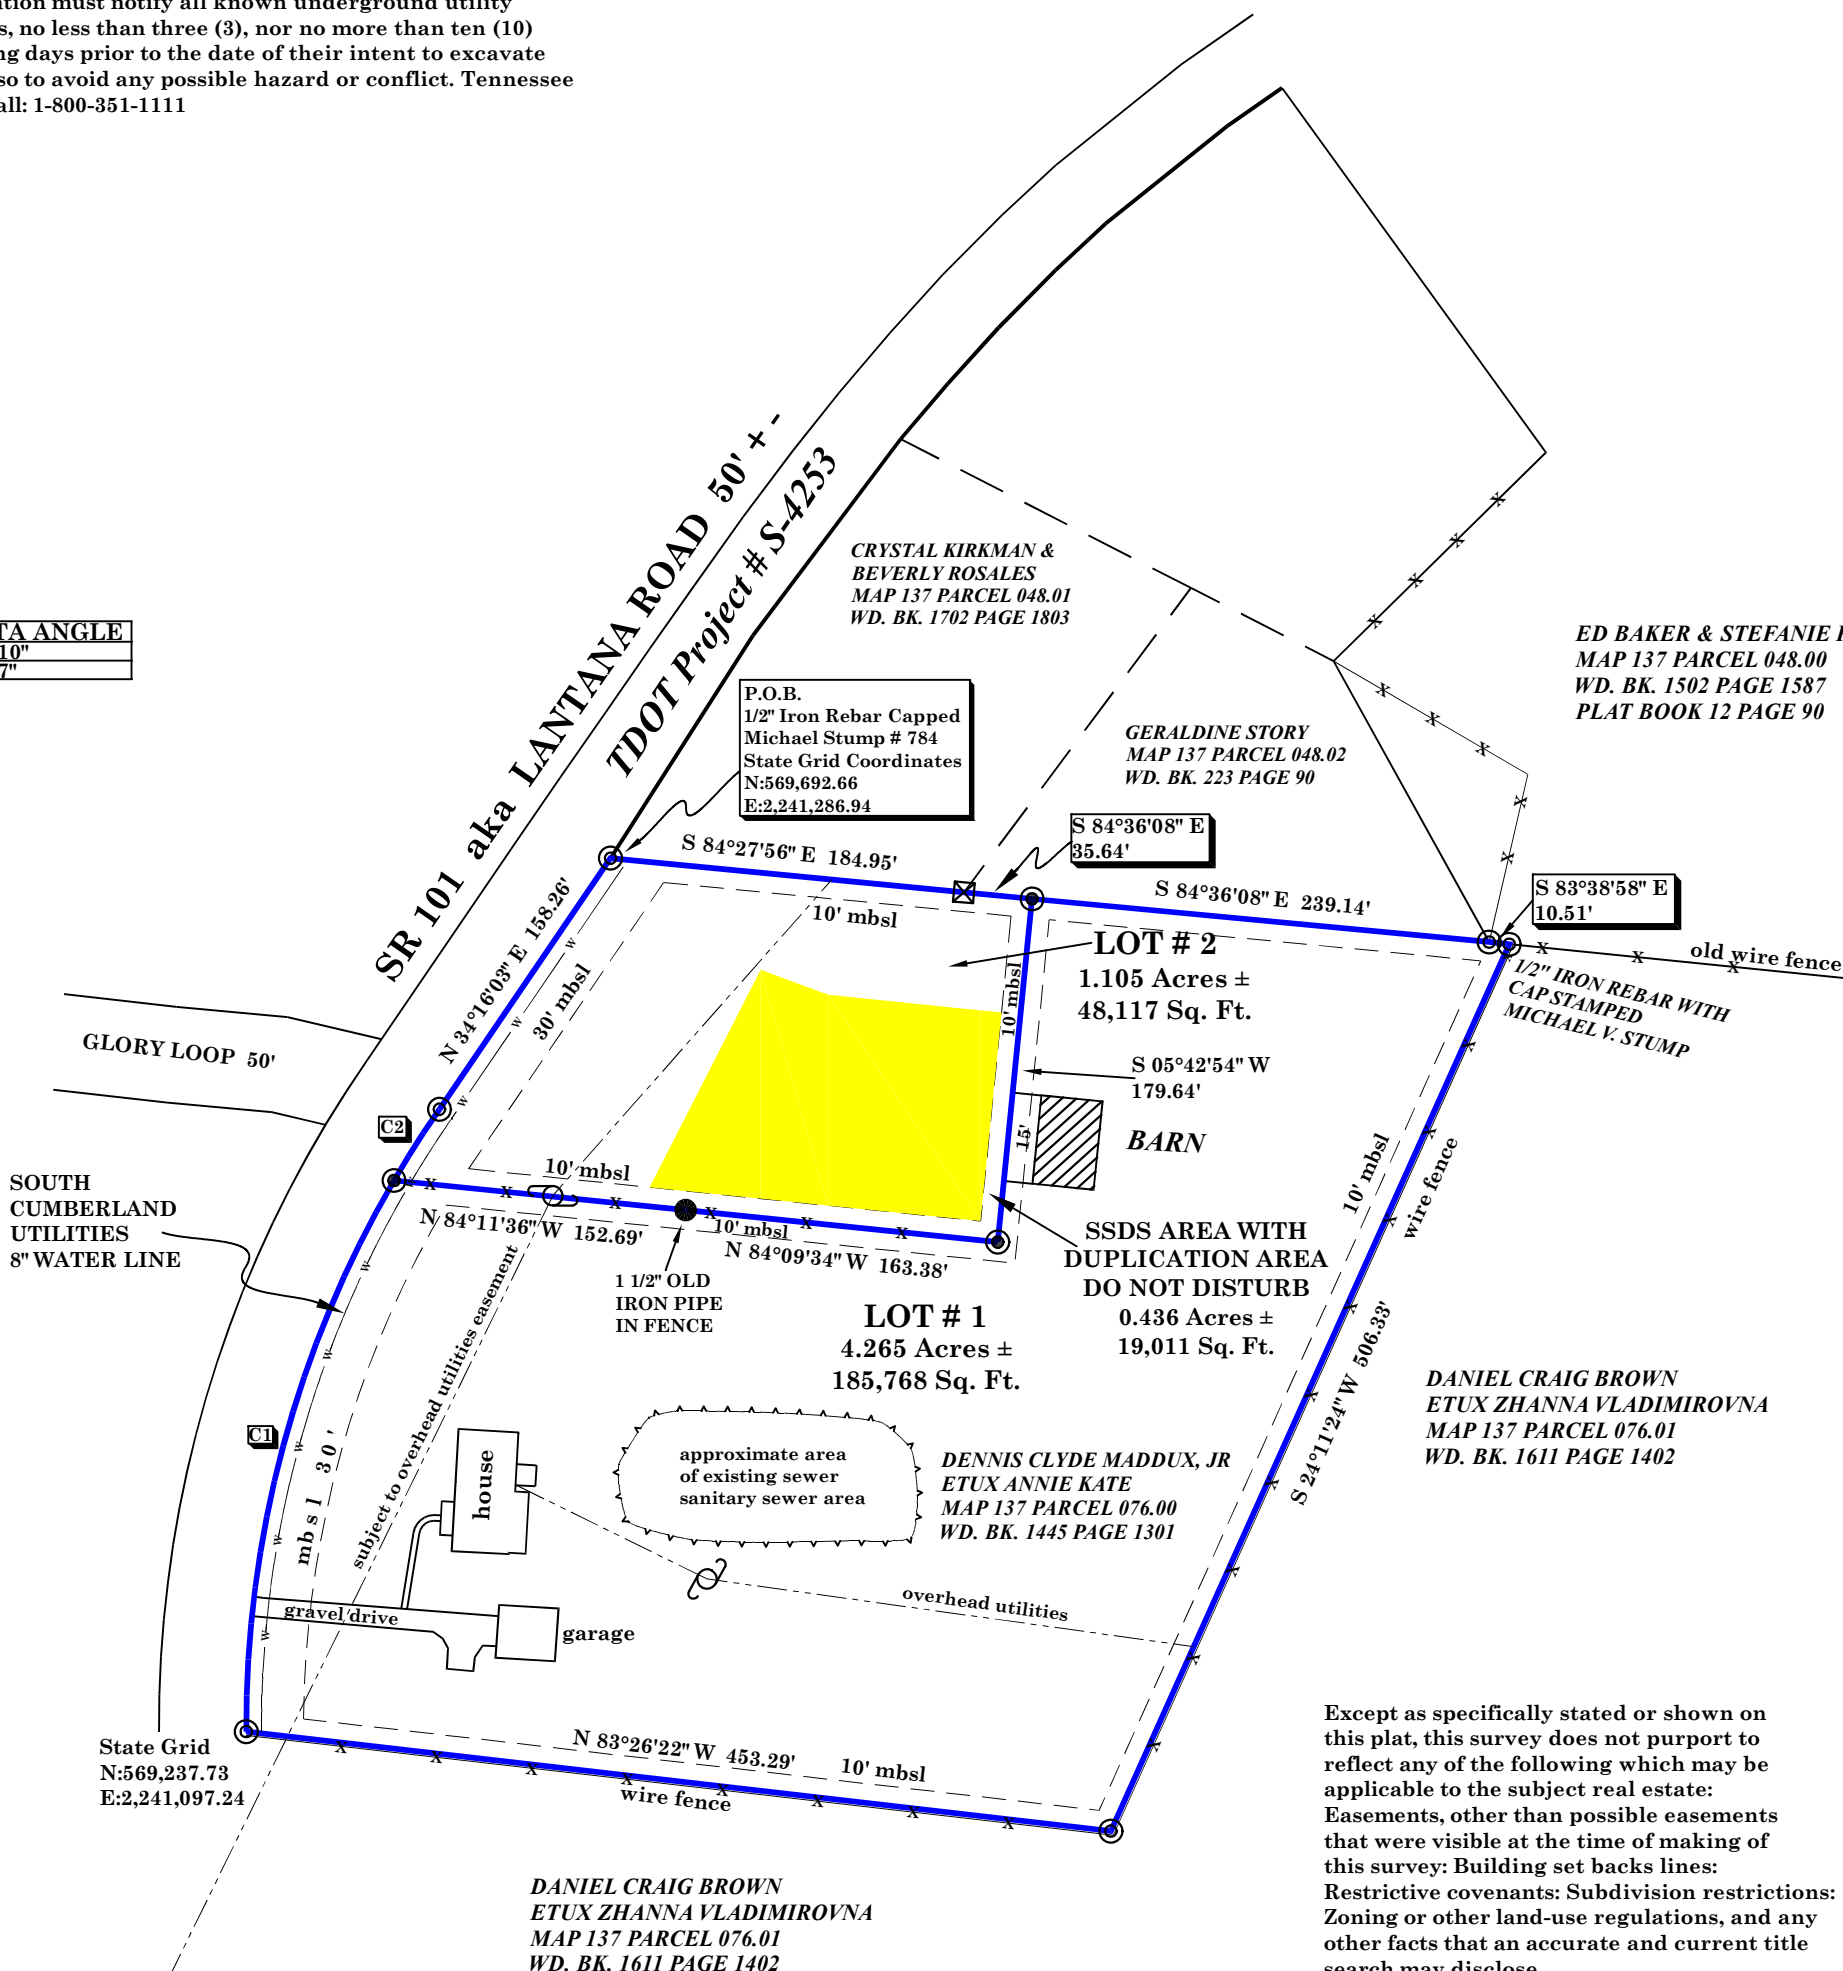 must notify all known underground utility
no less than three (3), nor no more than ten (10)
days prior to the date of their intent to excavate
so to avoid any possible hazard or conflict. Tennessee
1-800-351-1111
ANGLE
10"
7"
SR 101 aka LANTANA ROAD 50' + -
TDOT Project # S-4253
CRYSTAL KIRKMAN &
BEVERLY ROSALES
MAP 137 PARCEL 048.01
WD. BK. 1702 PAGE 1803
ED BAKER & STEFANIE
MAP 137 PARCEL 048.00
WD. BK. 1502 PAGE 1587
PLAT BOOK 12 PAGE 90
P.O.B.
1/2" Iron Rebar Capped
Michael Stump # 784
State Grid Coordinates
N:569,692.66
E:2,241,286.94
GERALDINE STORY
MAP 137 PARCEL 048.02
WD. BK. 223 PAGE 90
S 84°27'56" E 184.95'
S 84°36'08" E
35.64'
S 84°36'08" E 239.14'
S 83°38'58" E
10.51'
old wire fence
1/2" IRON REBAR WITH
CAP STAMPED
MICHAEL V. STUMP
N 34°16'03" E 158.26'
30' mbsl
10' mbsl
10' mbsl
LOT # 2
1.105 Acres ±
48,117 Sq. Ft.
S 05°42'54" W
179.64'
15'
BARN
GLORY LOOP 50'
C2
SOUTH
CUMBERLAND
UTILITIES
8" WATER LINE
10' mbsl
N 84°11'36" W 152.69'
10' mbsl
N 84°09'34" W 163.38'
1 1/2" OLD
IRON PIPE
IN FENCE
SSDS AREA WITH
DUPLICATION AREA
DO NOT DISTURB
0.436 Acres ±
19,011 Sq. Ft.
10' mbsl
wire fence
S 24°11'24" W 506.33'
LOT # 1
4.265 Acres ±
185,768 Sq. Ft.
subject to overhead utilities easement
C1
mbsl 30'
house
approximate area
of existing sewer
sanitary sewer area
DENNIS CLYDE MADDUX, JR
ETUX ANNIE KATE
MAP 137 PARCEL 076.00
WD. BK. 1445 PAGE 1301
DANIEL CRAIG BROWN
ETUX ZHANNA VLADIMIROVNA
MAP 137 PARCEL 076.01
WD. BK. 1611 PAGE 1402
overhead utilities
gravel drive
garage
State Grid
N:569,237.73
E:2,241,097.24
N 83°26'22" W 453.29'
10' mbsl
wire fence
DANIEL CRAIG BROWN
ETUX ZHANNA VLADIMIROVNA
MAP 137 PARCEL 076.01
WD. BK. 1611 PAGE 1402
Except as specifically stated or shown on
this plat, this survey does not purport to
reflect any of the following which may be
applicable to the subject real estate:
Easements, other than possible easements
that were visible at the time of making of
this survey: Building set backs lines:
Restrictive covenants: Subdivision restrictions:
Zoning or other land-use regulations, and any
other facts that an accurate and current title
search may disclose